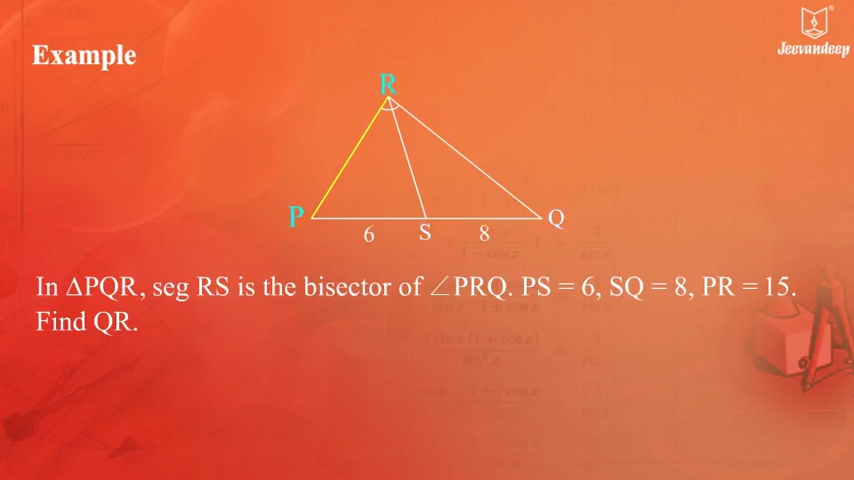 Jeevandeep
Example
R
P
Q
6
S
8
In ΔPQR, seg RS is the bisector of ∠PRQ. PS = 6, SQ = 8, PR = 15.
Find QR.